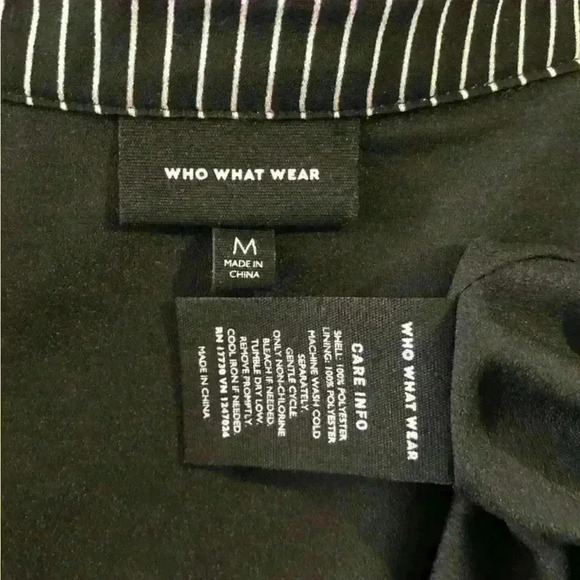 WHO WHAT WEAR
M
MADE IN
CHINA
WHO WHAT WEAR
CARE INFO
SHELL: 100% POLYESTER
LINING: 100% POLYESTER
MACHINE WASH COLD
SEPARATELY.
GENTLE CYCLE.
ONLY NON-CHLORINE
BLEACH IF NEEDED.
TUMBLE DRY LOW.
REMOVE PROMPTLY.
COOL IRON IF NEEDED.
RN 17730 VN 1247024
MADE IN CHINA